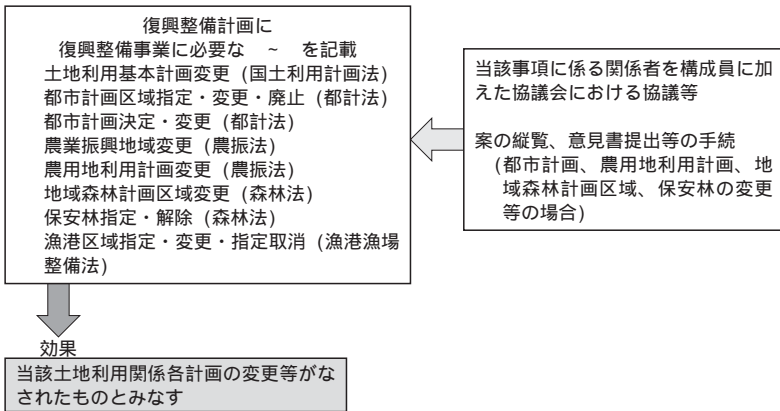 復興整備計画に
復興整備事業に必要な　～　を記載
土地利用基本計画変更（国土利用計画法）
都市計画区域指定・変更・廃止（都計法）
都市計画決定・変更（都計法）
農業振興地域変更（農振法）
農用地利用計画変更（農振法）
地域森林計画区域変更（森林法）
保安林指定・解除（森林法）
漁港区域指定・変更・指定取消（漁港漁場
整備法）
当該事項に係る関係者を構成員に加
えた協議会における協議等
案の縦覧、意見書提出等の手続
（都市計画、農用地利用計画、地
域森林計画区域、保安林の変更
等の場合）
効果
当該土地利用関係各計画の変更等がな
されたものとみなす